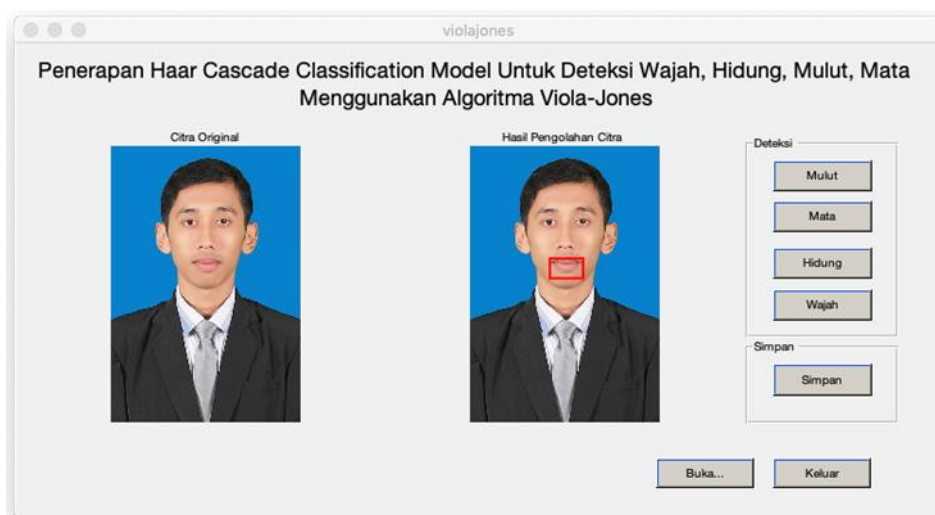 violajones
Penerapan Haar Cascade Classification Model Untuk Deteksi Wajah, Hidung, Mulut, Mata
Menggunakan Algoritma Viola-Jones
Citra Original
Hasil Pengolahan Citra
Deteksi
Mulut
Mata
Hidung
Wajah
Simpan
Simpan
Buka...
Keluar